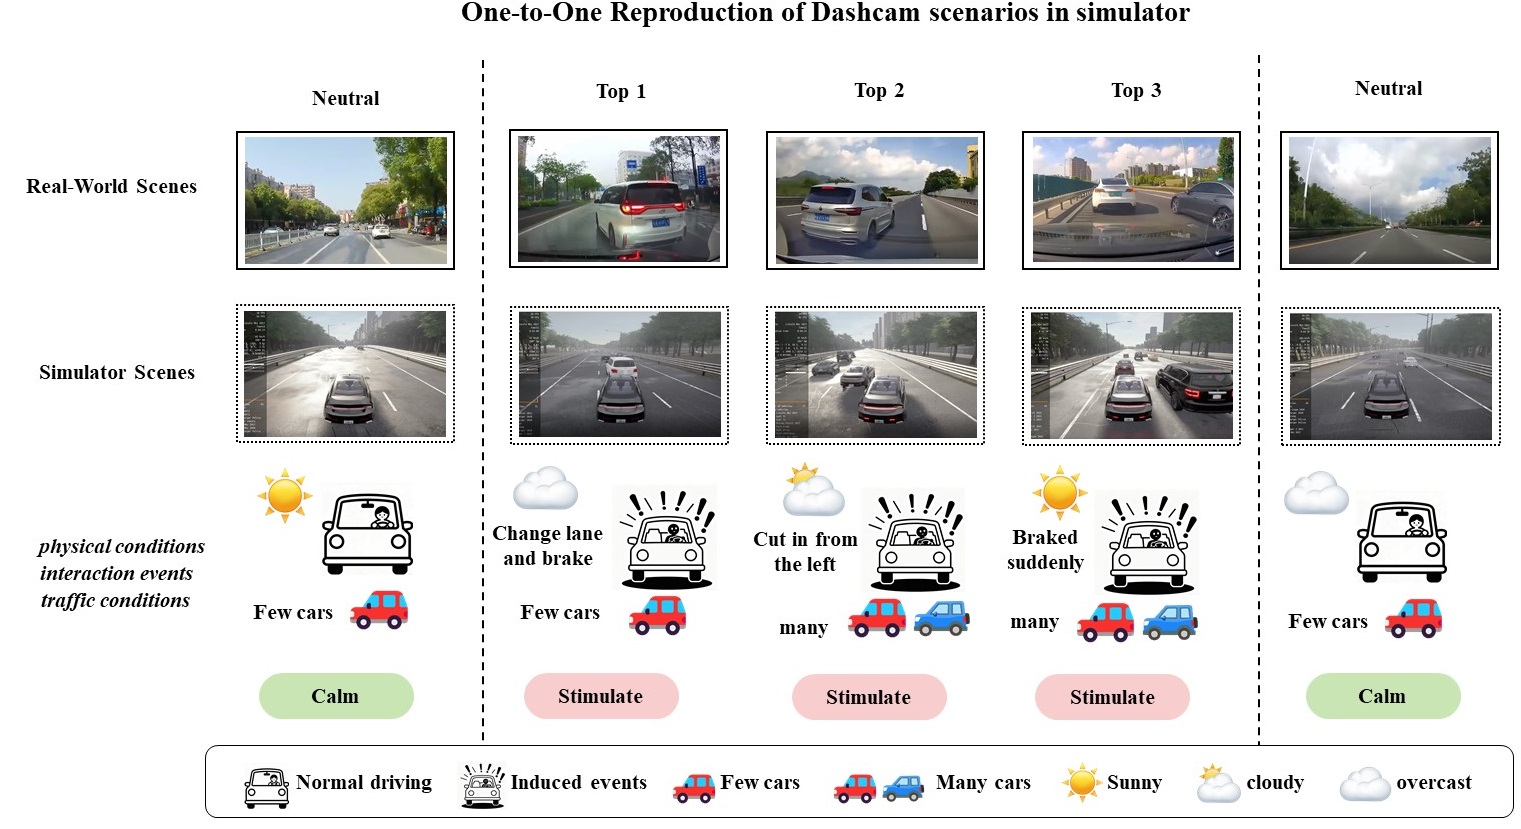 One-to-One Reproduction of Dashcam scenarios in simulator
Neutral
Top 1
Top 2
Top 3
Neutral
Real-World Scenes
Simulator Scenes
physical conditions
interaction events
traffic conditions
Change lane
and brake
Cut in from
the left
Braked
suddenly
Few cars
Few cars
many
many
Few cars
Calm
Stimulate
Stimulate
Stimulate
Calm
Normal driving
Induced events
Few cars
Many cars
Sunny
cloudy
overcast